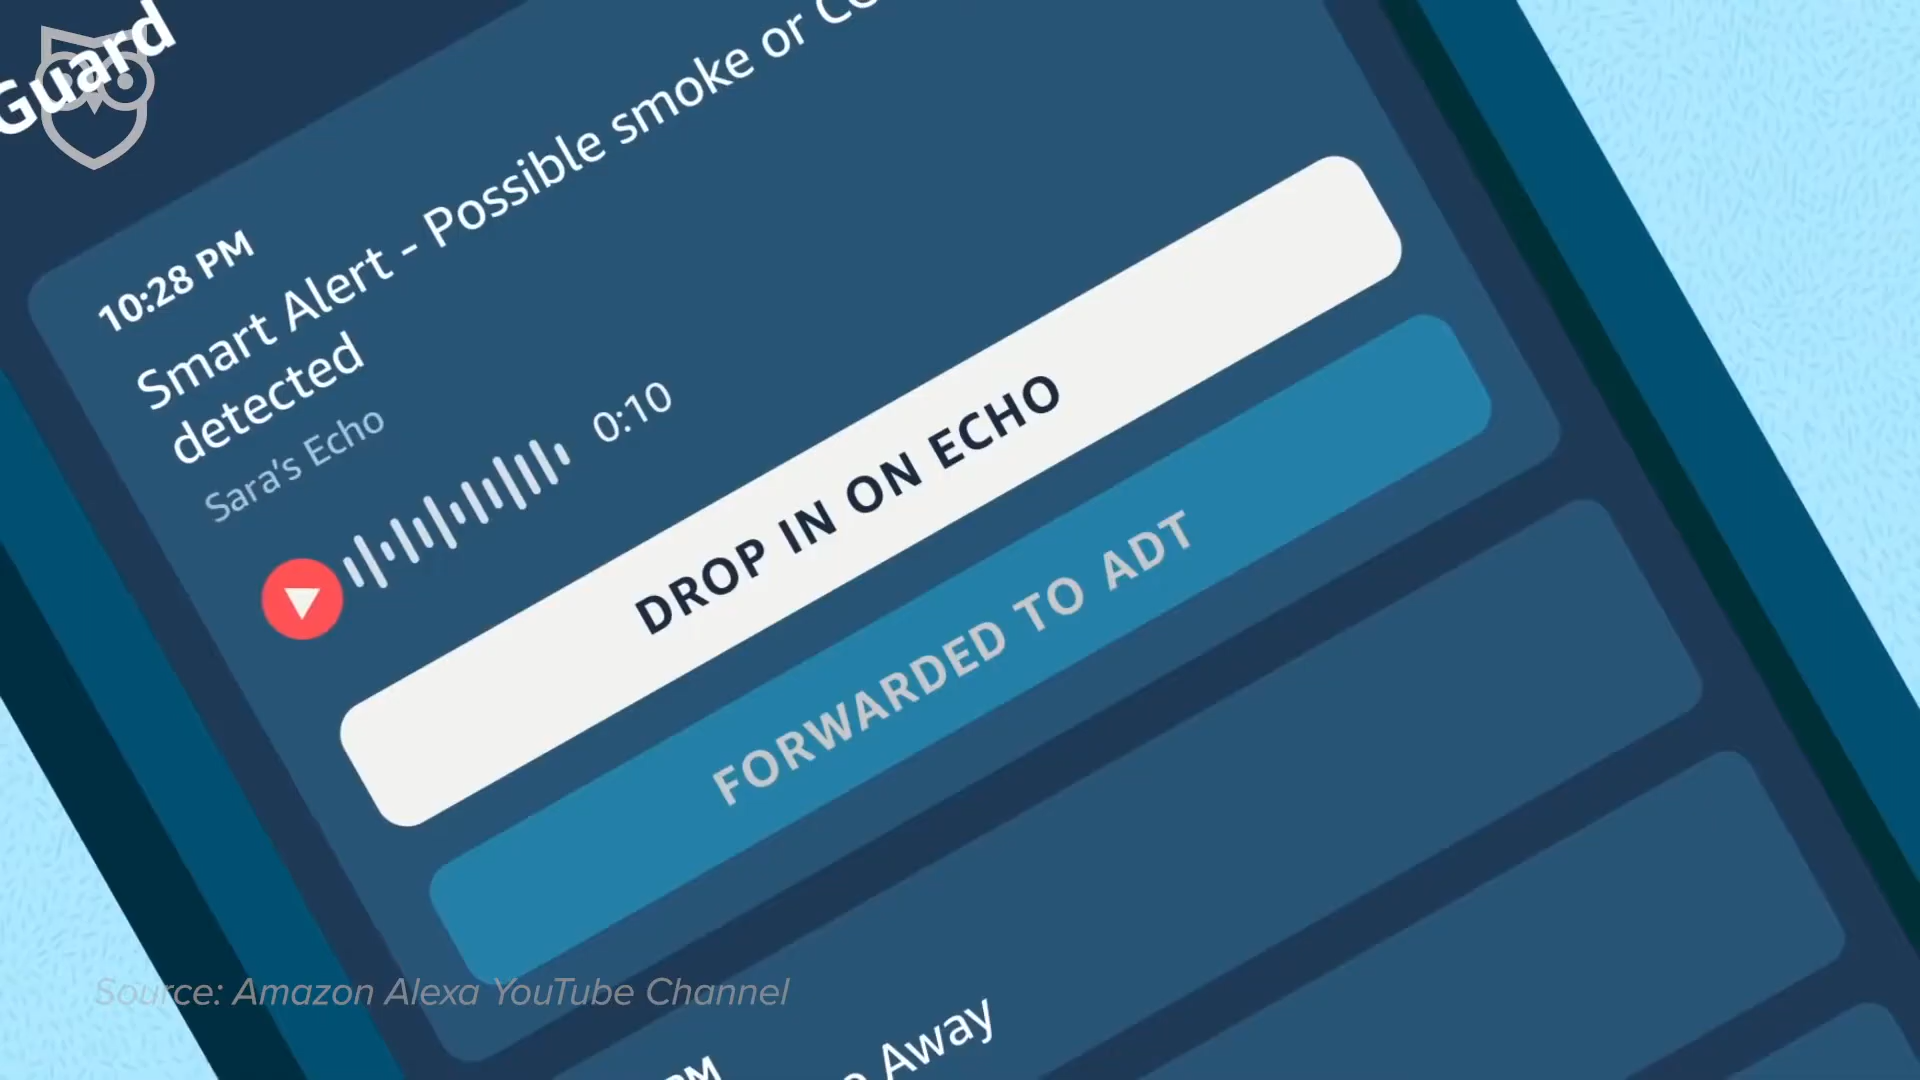 Guard
10:28 PM
Smart Alert - Possible smoke or
detected
Sara's Echo
0:10
DROP IN ON ECHO
FORWARDED TO ADT
PM
Away
Source: Amazon Alexa YouTube Channel